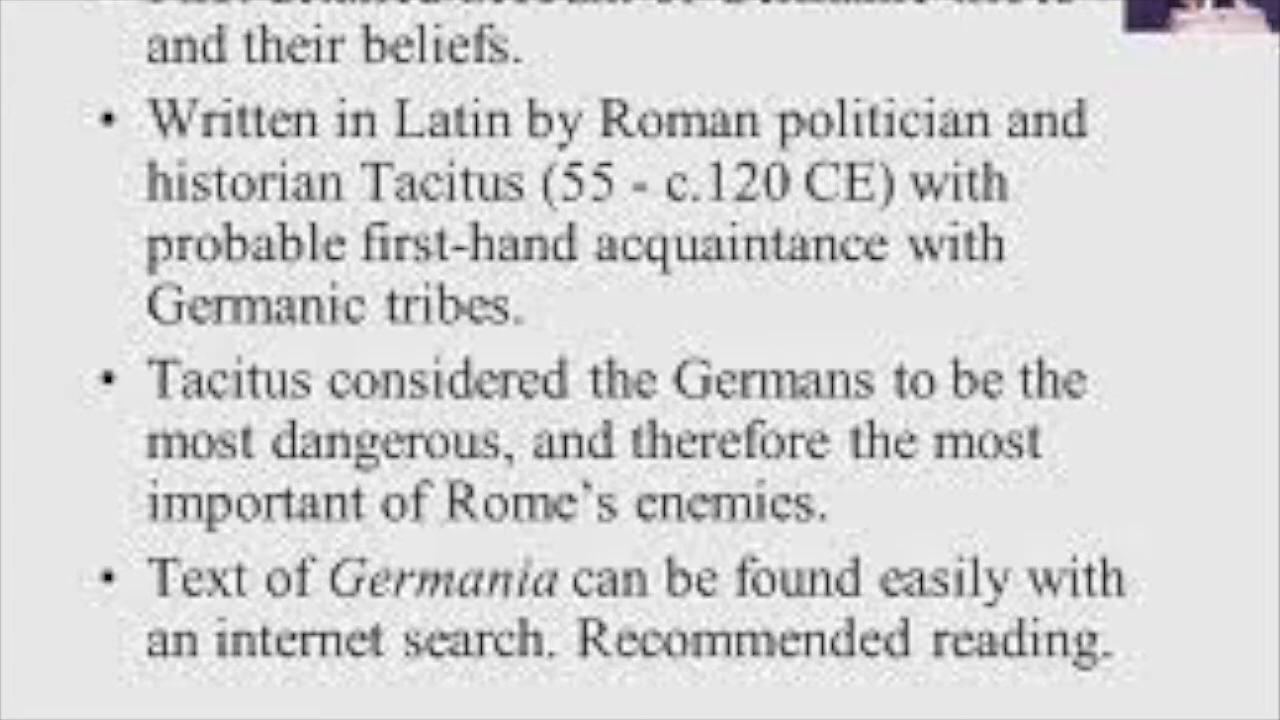 and their beliefs.
• Written in Latin by Roman politician and
historian Tacitus (55 - c.120 CE) with
probable first-hand acquaintance with
Germanic tribes.
• Tacitus considered the Germans to be the
most dangerous, and therefore the most
important of Rome's enemies.
• Text of Germania can be found easily with
an internet search. Recommended reading.